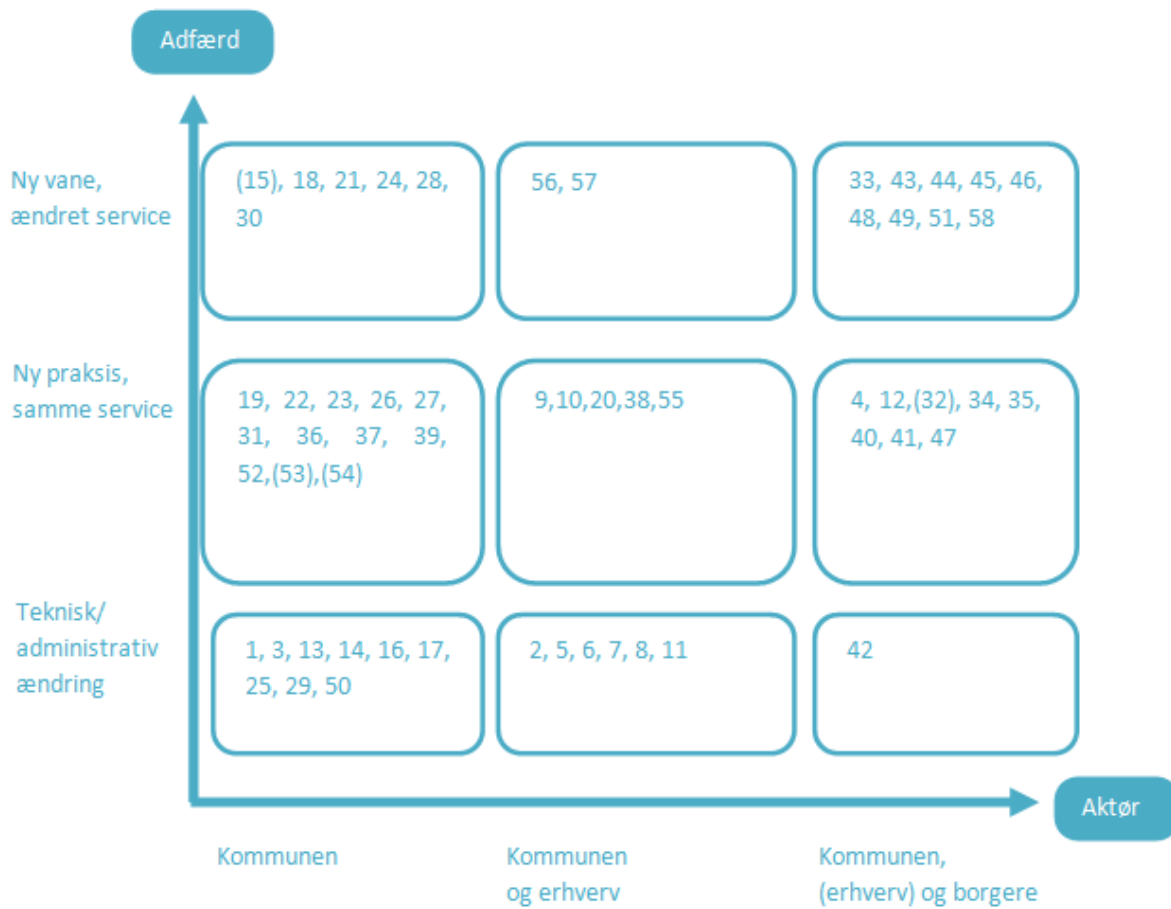 Adfærd
Ny vane,
ændret service
(15), 18, 21, 24, 28,
30
56, 57
33, 43, 44, 45, 46,
48, 49, 51, 58
Ny praksis,
samme service
19, 22, 23, 26, 27,
31, 36, 37, 39,
52,(53),(54)
9,10,20,38,55
4, 12,(32), 34, 35,
40, 41, 47
Teknisk/
administrativ
ændring
1, 3, 13, 14, 16, 17,
25, 29, 50
2, 5, 6, 7, 8, 11
42
Aktør
Kommunen
Kommunen
og erhverv
Kommunen,
(erhverv) og borgere